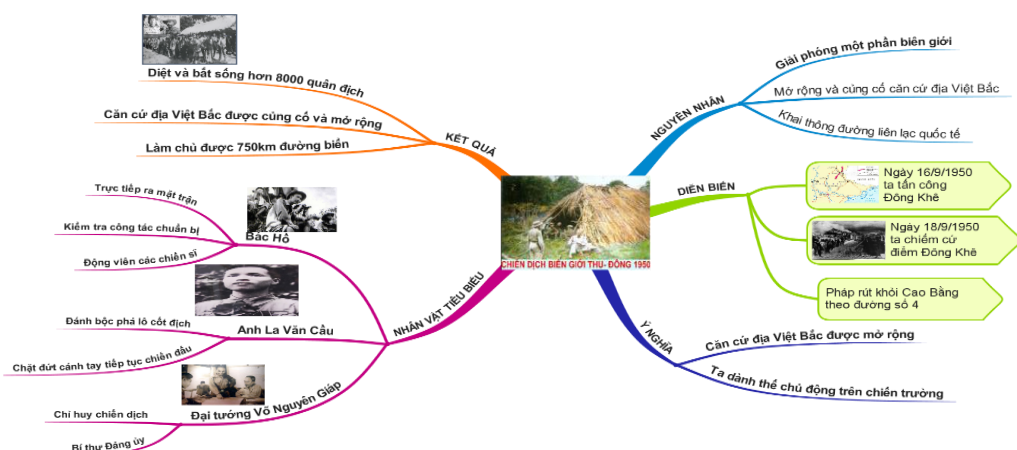 CHIẾN DỊCH BIÊN GIỚI THU- ĐÔNG 1950
NGUYÊN NHÂN
Giải phóng một phần biên giới
Mở rộng và củng cố căn cứ địa Việt Bắc
Khai thông đường liên lạc quốc tế
DIỄN BIẾN
Ngày 16/9/1950
ta tấn công
Đông Khê
Ngày 18/9/1950
ta chiếm cứ
điểm Đông Khê
Pháp rút khỏi Cao Bằng
theo đường số 4
Ý NGHĨA
Căn cứ địa Việt Bắc được mở rộng
Ta dành thế chủ động trên chiến trường
NHÂN VẬT TIÊU BIỂU
Bác Hồ
Trực tiếp ra mặt trận
Kiểm tra công tác chuẩn bị
Động viên các chiến sĩ
Anh La Văn Cầu
Đánh bộc phá lô cốt địch
Chặt đứt cánh tay tiếp tục chiến đấu
Đại tướng Võ Nguyên Giáp
Chỉ huy chiến dịch
Bí thư Đảng ủy
KẾT QUẢ
Diệt và bắt sống hơn 8000 quân địch
Căn cứ địa Việt Bắc được củng cố và mở rộng
Làm chủ được 750km đường biển